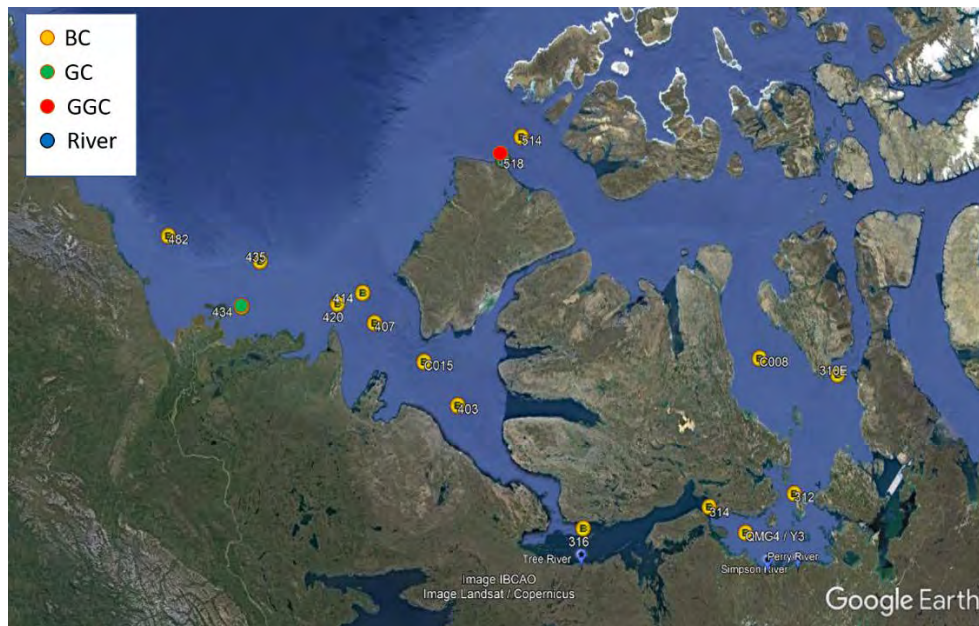 BC
GC
GGC
River
514
518
482
435
434
414
420
407
C015
403
C008
310E
312
314
QMG4 / Y3
316
Tree River
Perry River
Simpson River
Image IBCAO
Image Landsat / Copernicus
Google Earth